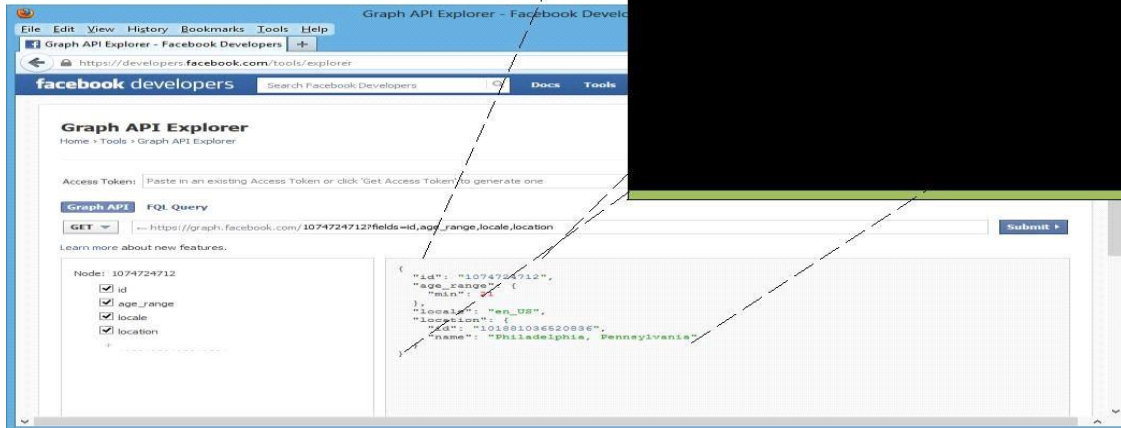 Graph API Explorer - Facebook Develo
File Edit View History Bookmarks Tools Help
Graph API Explorer - Facebook Developers +
https://developers.facebook.com/tools/explorer
facebook developers Search Facebook Developers Docs Tools
Graph API Explorer
Home › Tools › Graph API Explorer
Access Token: Paste in an existing Access Token or click 'Get Access Token' to generate one
Graph API FQL Query
GET ← https://graph.facebook.com/1074724712?fields=id,age_range,locale,location Submit
Learn more about new features.
Node: 1074724712
id
age_range
locale
location
+
{
"id": "1074724712",
"age_range": {
"min": 21
},
"locale": "en_US",
"location": {
"id": "101881036520836",
"name": "Philadelphia, Pennsylvania"
}
}